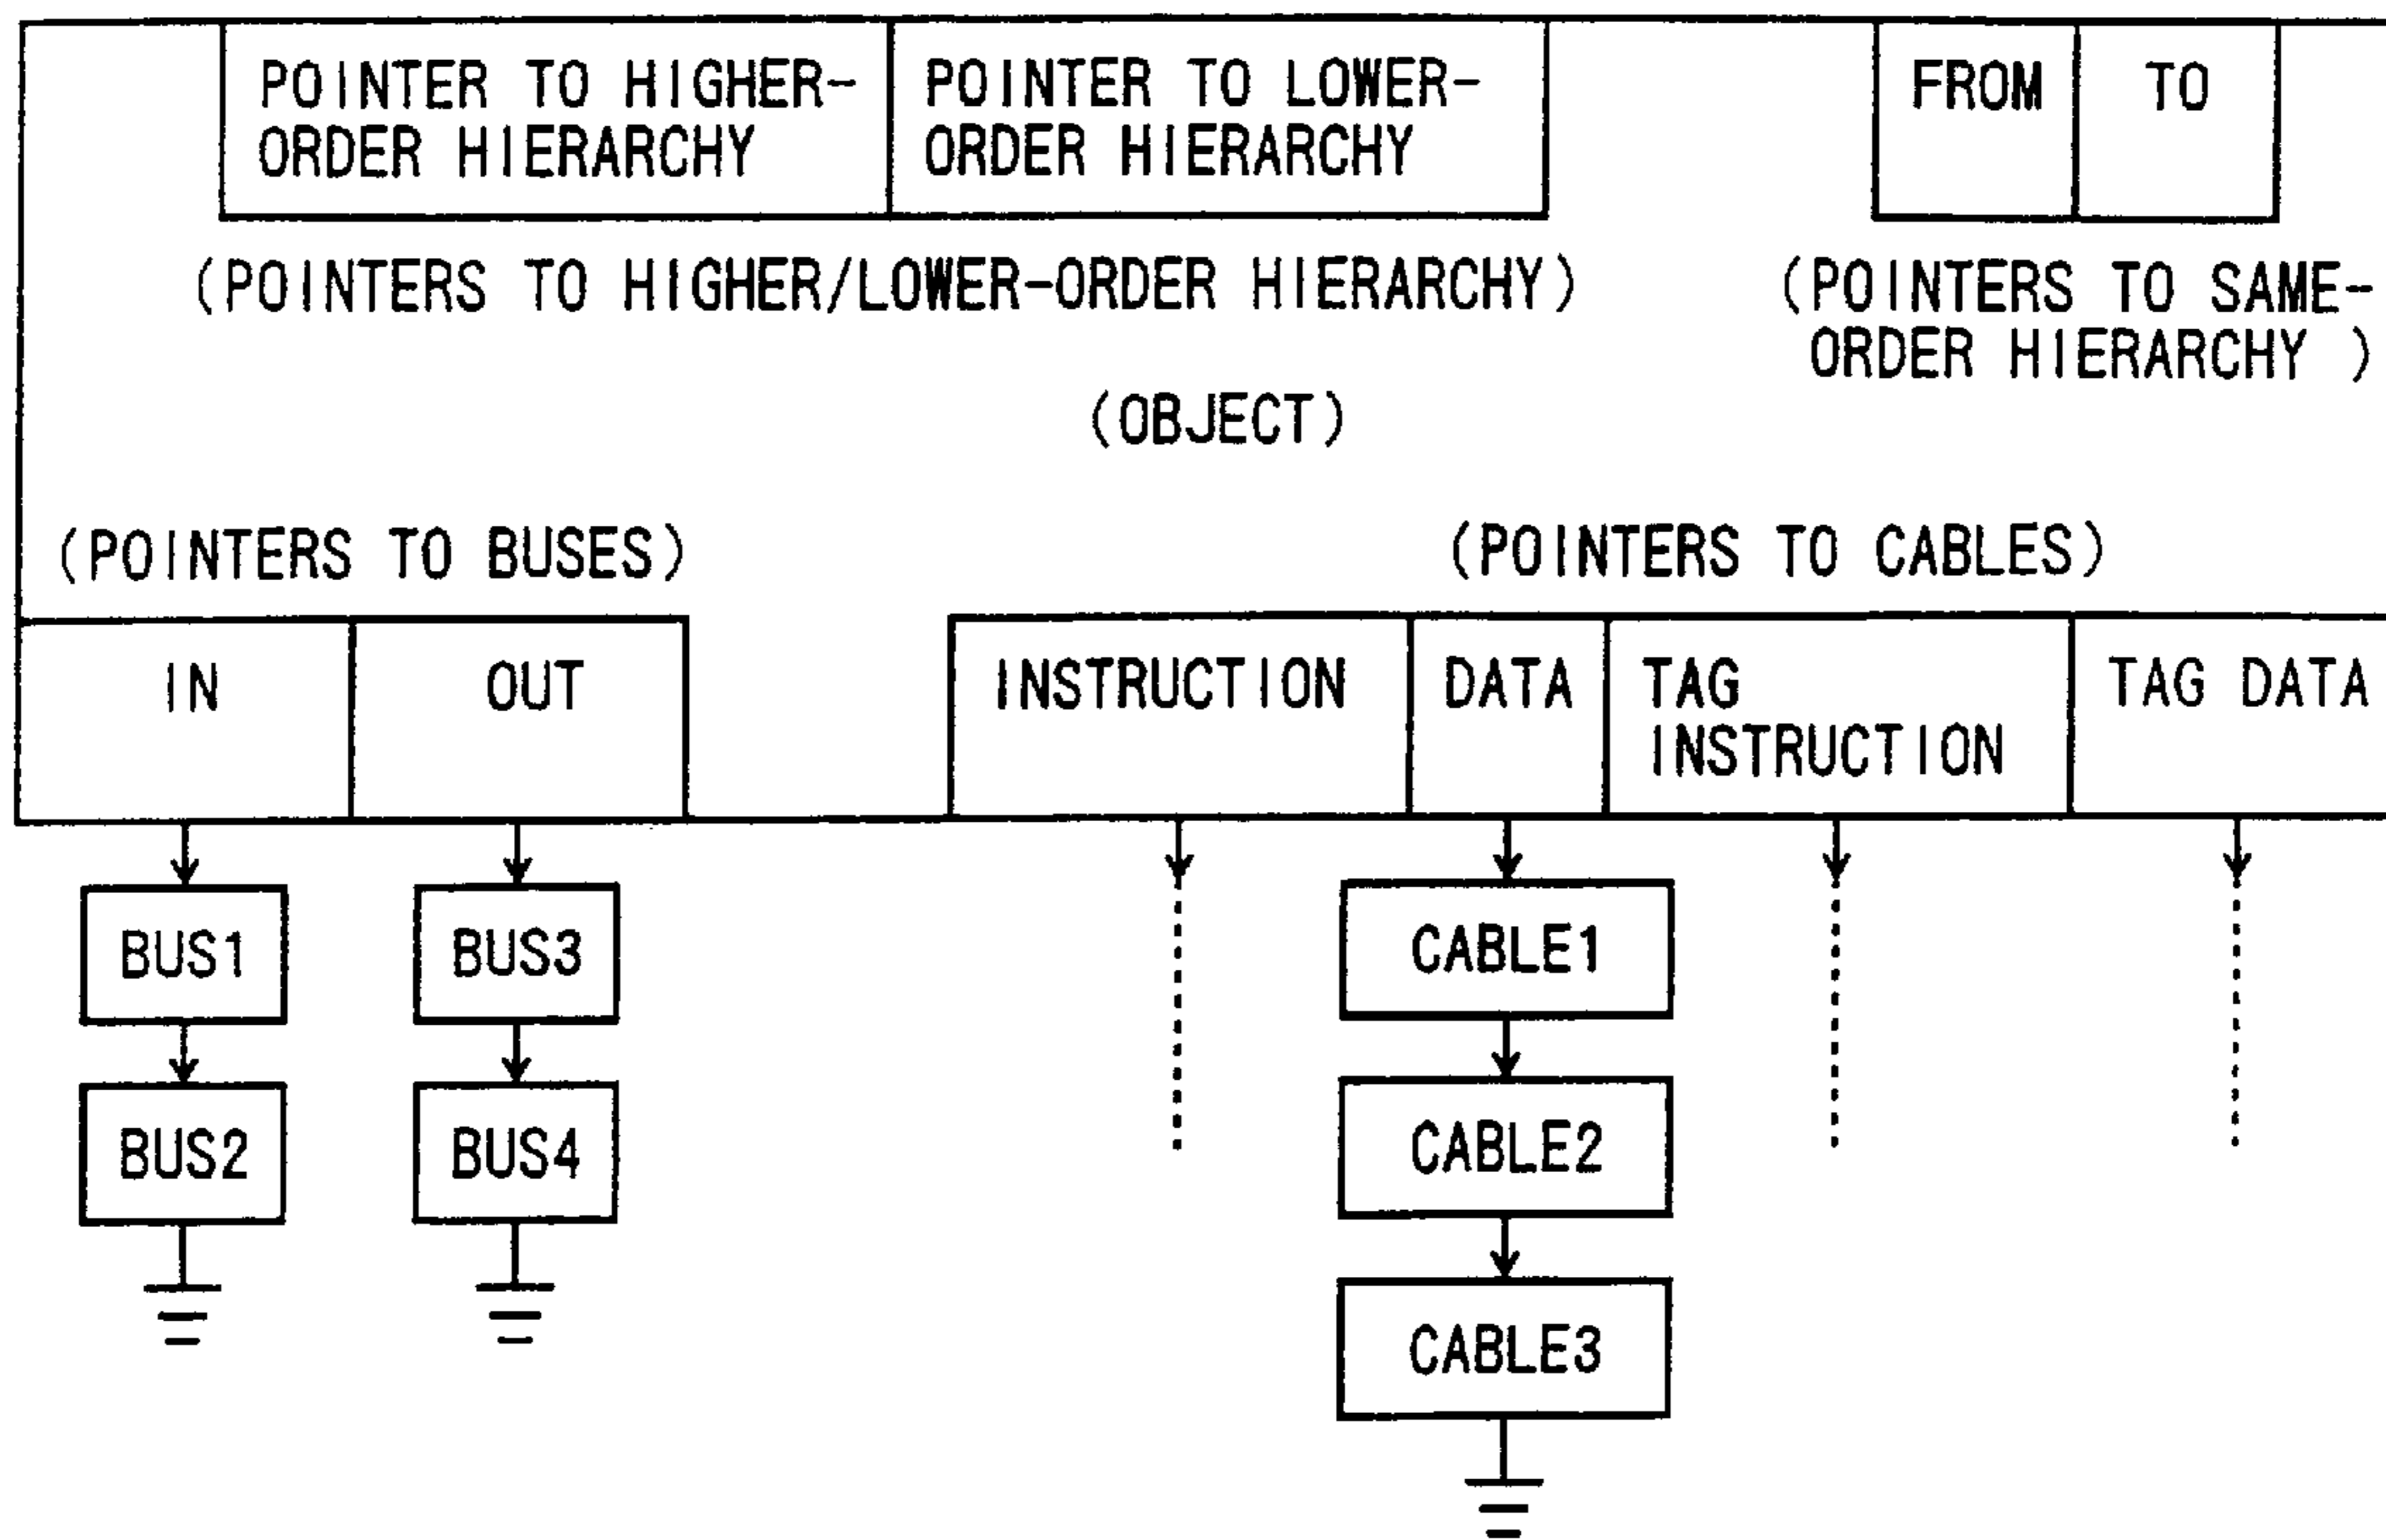 POINTER TO HIGHER-
ORDER HIERARCHY
POINTER TO LOWER-
ORDER HIERARCHY
FROM
TO
(POINTERS TO HIGHER/LOWER-ORDER HIERARCHY)
(POINTERS TO SAME-
ORDER HIERARCHY )
(OBJECT)
(POINTERS TO BUSES)
(POINTERS TO CABLES)
IN
OUT
INSTRUCTION
DATA
TAG
INSTRUCTION
TAG DATA
BUS1
BUS3
CABLE1
BUS2
BUS4
CABLE2
CABLE3